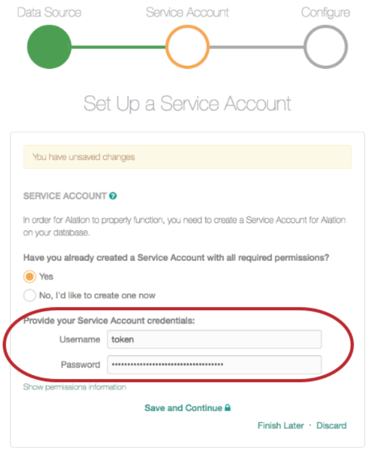 Data Source Service Account Configure
Set Up a Service Account
You have unsaved changes
SERVICE ACCOUNT ?
In order for Alation to properly function, you need to create a Service Account for Alation
on your database.
Have you already created a Service Account with all required permissions?
Yes
No, I'd like to create one now
Provide your Service Account credentials:
Username token
Password ••••••••••••••••••••••••••••••••••••
Show permissions information
Save and Continue
Finish Later · Discard